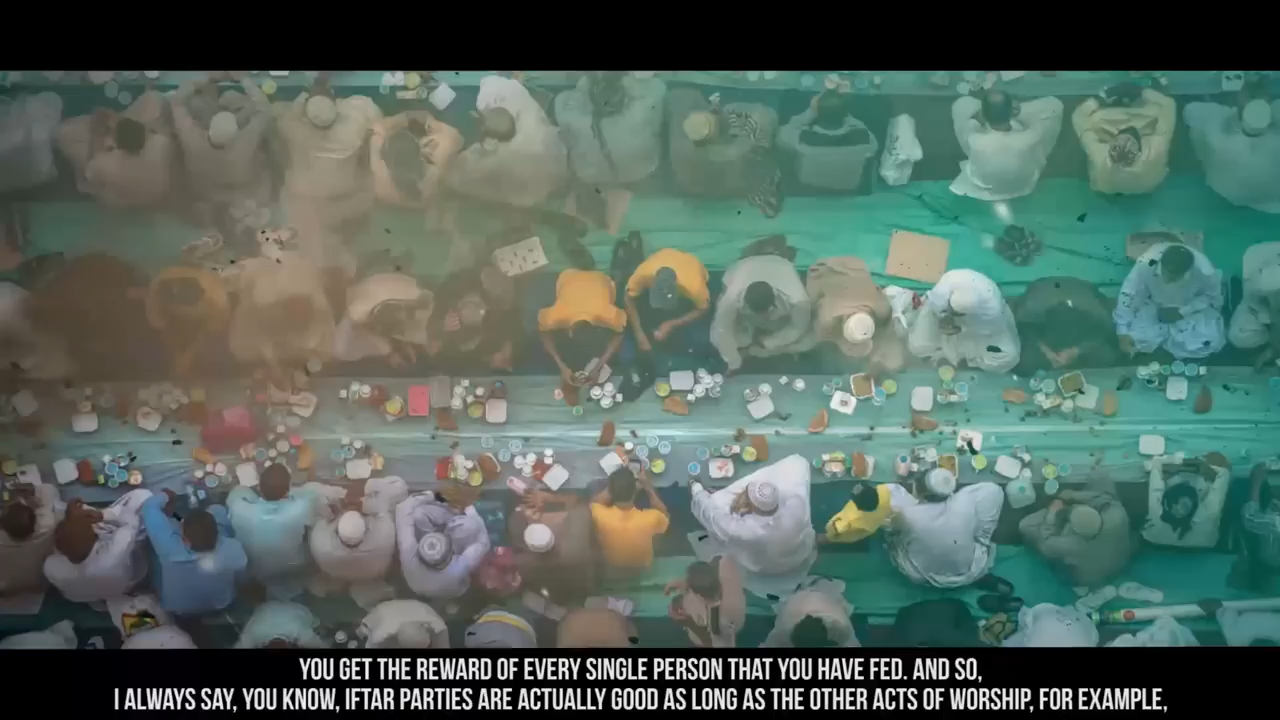 YOU GET THE REWARD OF EVERY SINGLE PERSON THAT YOU HAVE FED. AND SO,
I ALWAYS SAY, YOU KNOW, IFTAR PARTIES ARE ACTUALLY GOOD AS LONG AS THE OTHER ACTS OF WORSHIP, FOR EXAMPLE,